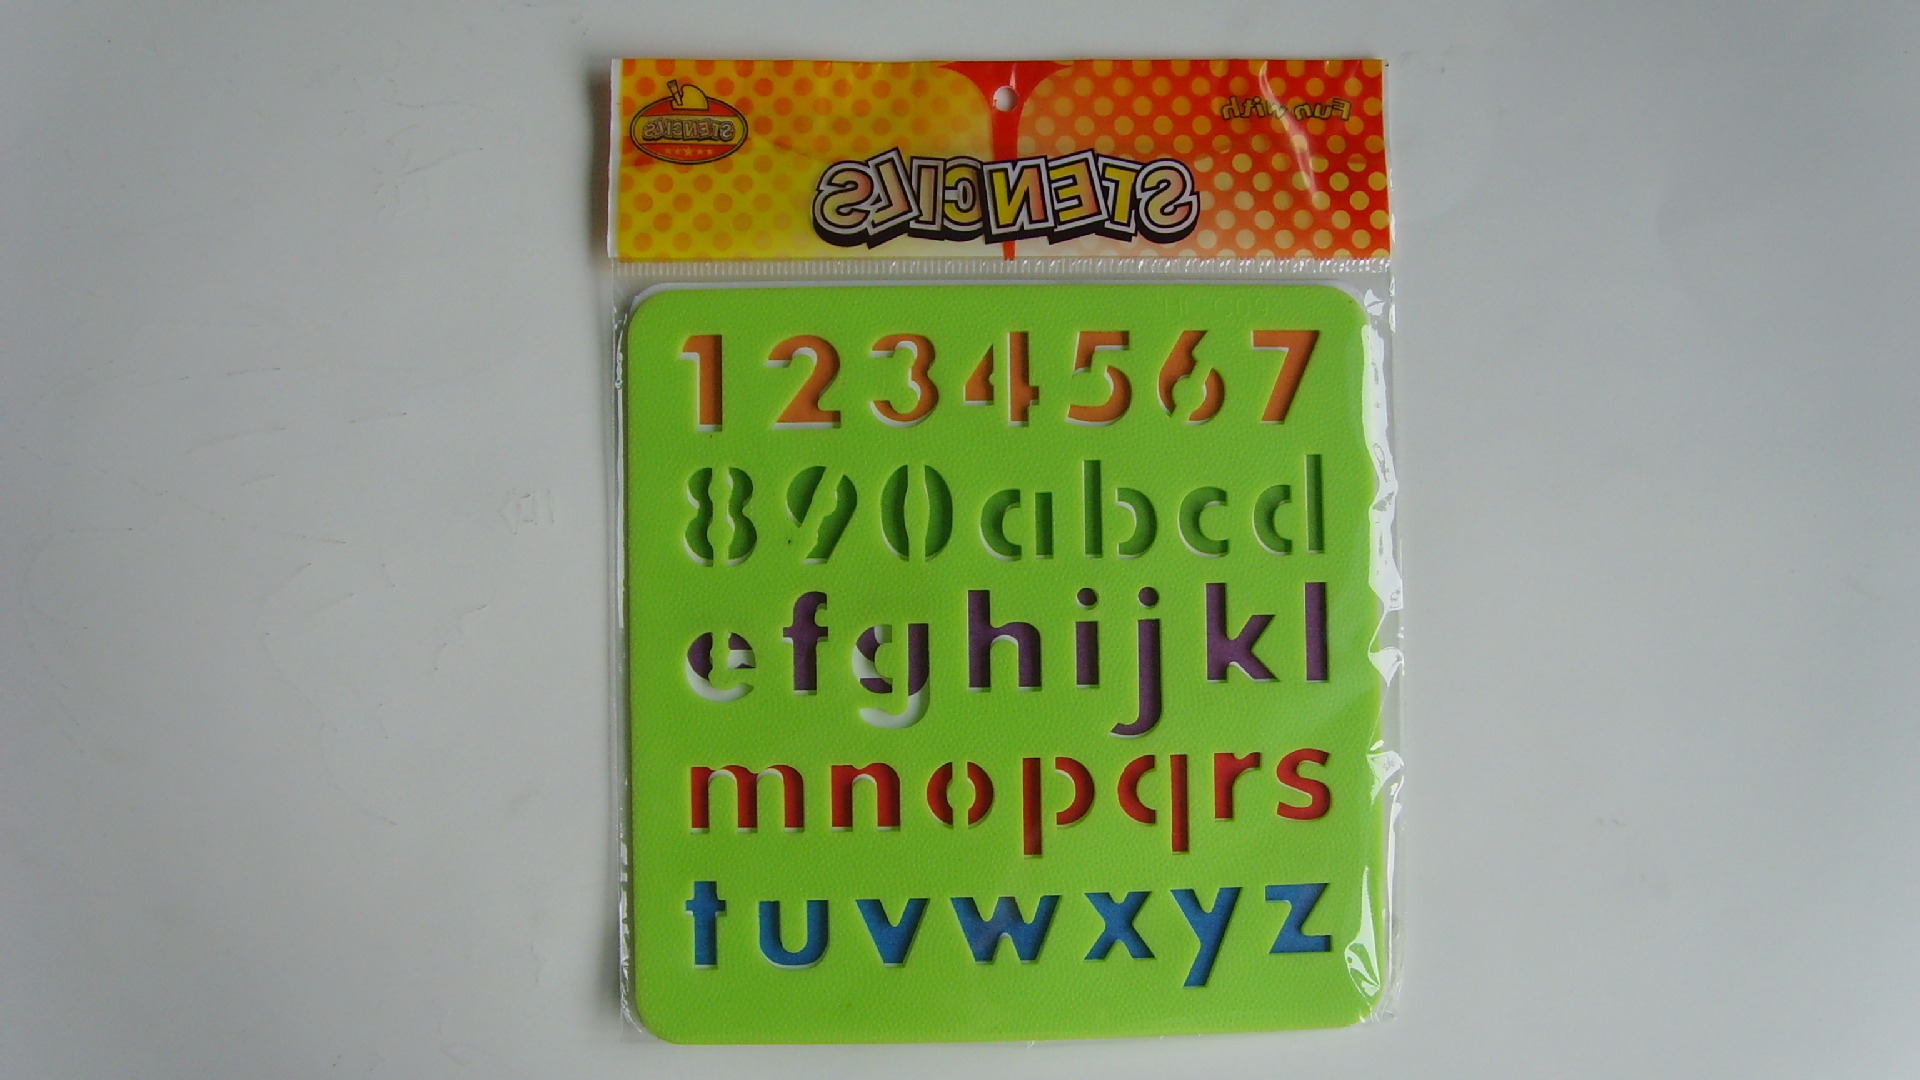 Fun with
STENCILS
STENCILS
1234567
890abcd
efghijkl
mnopqrs
tuvwxyz